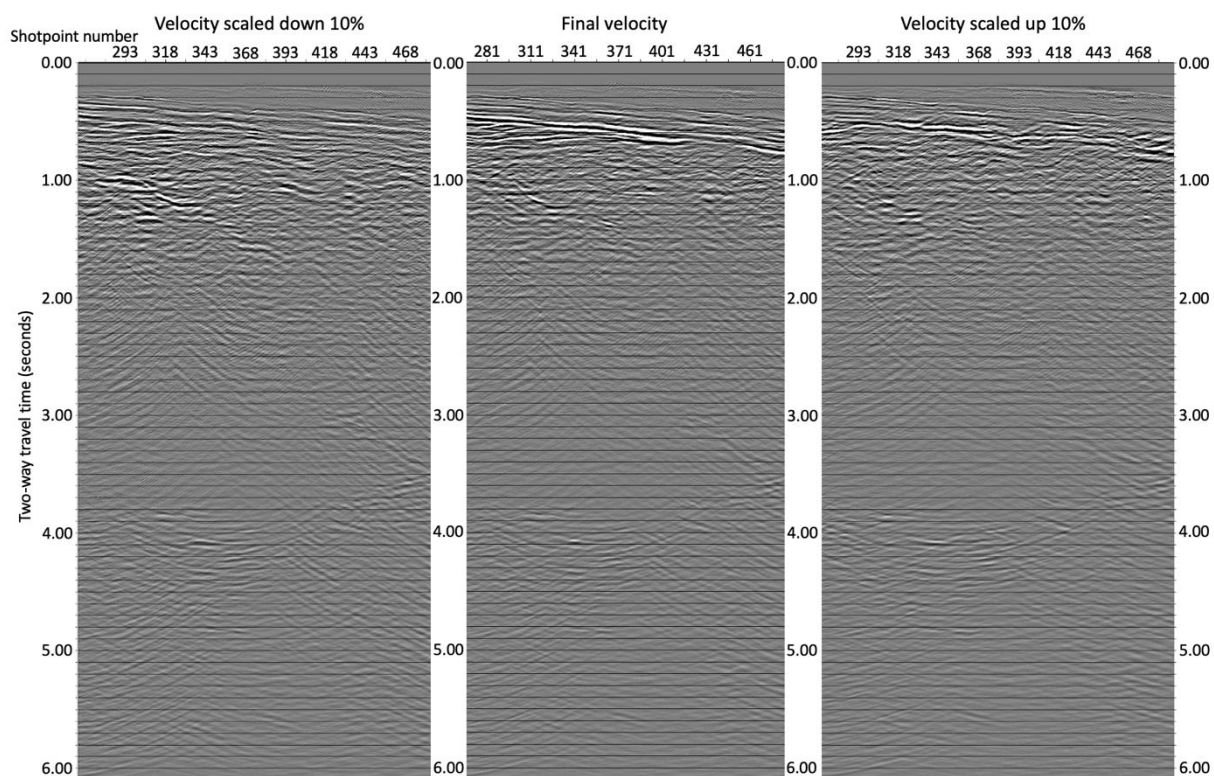 Velocity scaled down 10%
Final velocity
Velocity scaled up 10%
Shotpoint number
293 318 343 368 393 418 443 468
281 311 341 371 401 431 461
293 318 343 368 393 418 443 468
0.00 0.00 0.00 0.00
1.00 1.00 1.00 1.00
2.00 2.00 2.00 2.00
Two-way travel time (seconds)
3.00 3.00 3.00 3.00
4.00 4.00 4.00 4.00
5.00 5.00 5.00 5.00
6.00 6.00 6.00 6.00